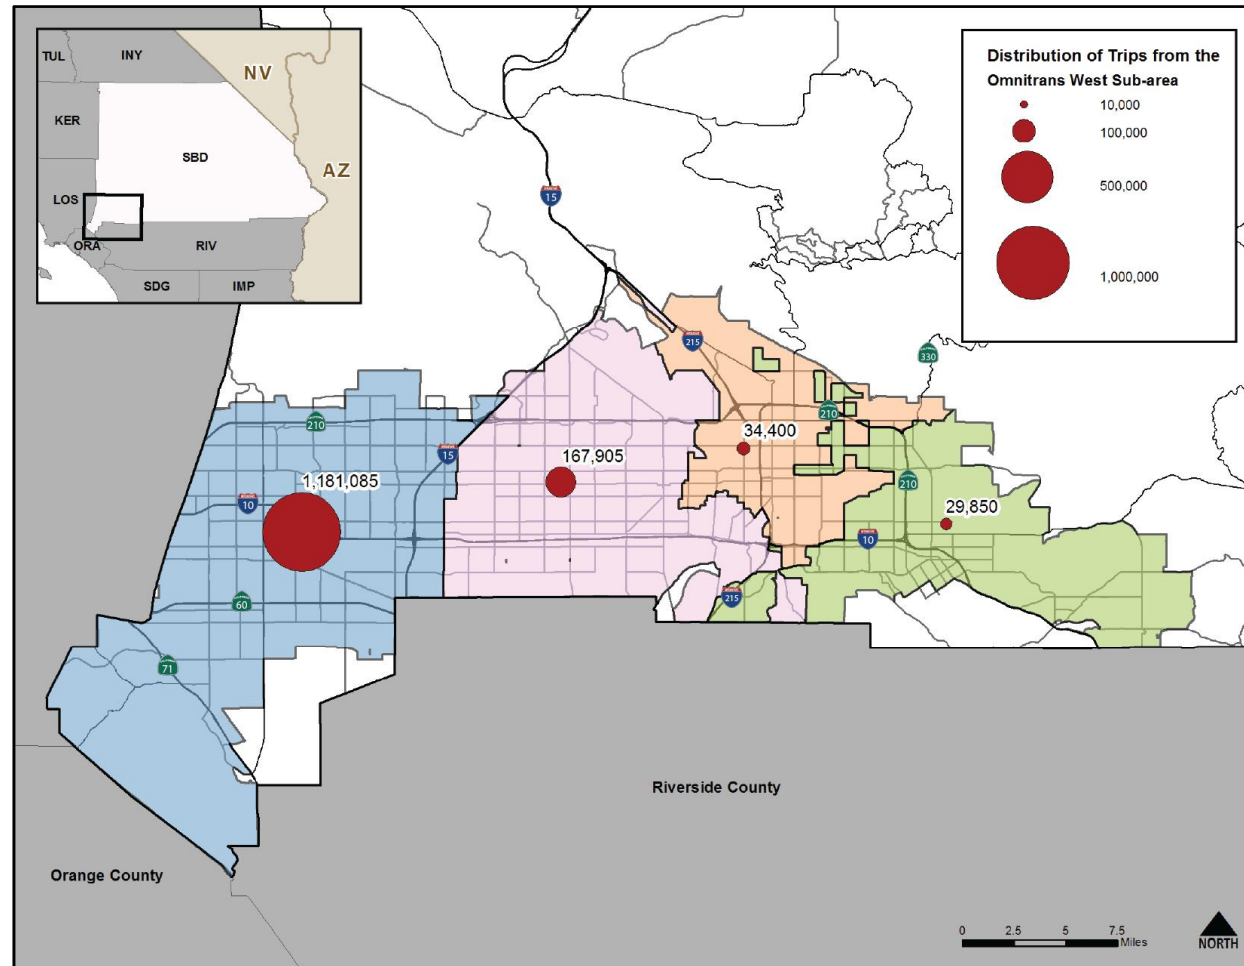 TUL
INY
NV
KER
SBD
AZ
LOS
ORA
RIV
SDG
IMP
Distribution of Trips from the
Omnitrans West Sub-area
10,000
100,000
500,000
1,000,000
15
215
330
210
210
15
34,400
167,905
1,181,085
210
10
29,850
10
60
215
71
Riverside County
Orange County
0 2.5 5 7.5
Miles
NORTH